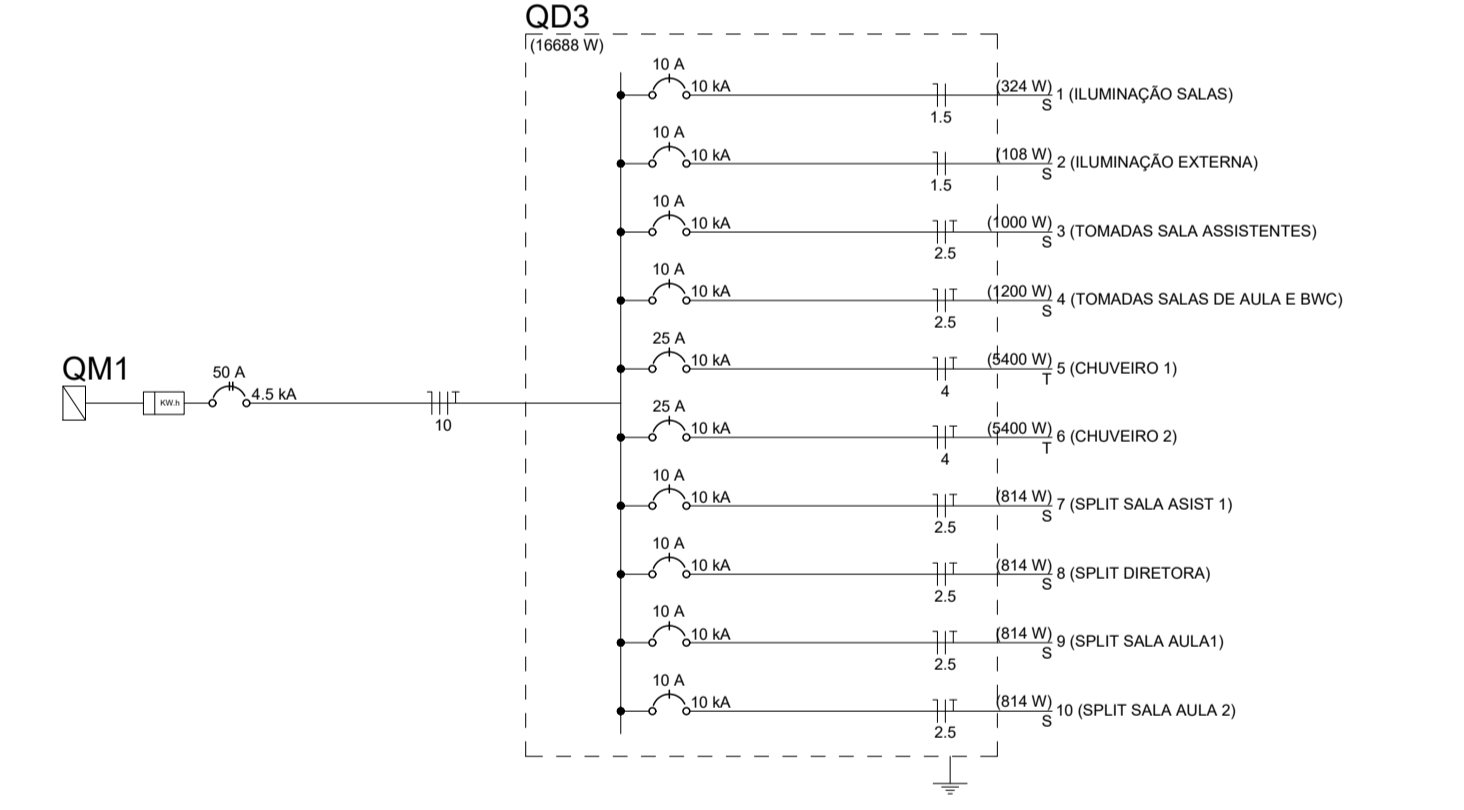 QD3
(16688 W)
10 A
10 kA
1.5
(324 W)
S
1 (ILUMINAÇÃO SALAS)
10 A
10 kA
1.5
(108 W)
S
2 (ILUMINAÇÃO EXTERNA)
10 A
10 kA
T
2.5
(1000 W)
S
3 (TOMADAS SALA ASSISTENTES)
10 A
10 kA
T
2.5
(1200 W)
S
4 (TOMADAS SALAS DE AULA E BWC)
25 A
10 kA
T
4
(5400 W)
T
5 (CHUVEIRO 1)
QM1
KW.h
50 A
4.5 kA
T
10
25 A
10 kA
T
4
(5400 W)
T
6 (CHUVEIRO 2)
10 A
10 kA
T
2.5
(814 W)
S
7 (SPLIT SALA ASIST 1)
10 A
10 kA
T
2.5
(814 W)
S
8 (SPLIT DIRETORA)
10 A
10 kA
T
2.5
(814 W)
S
9 (SPLIT SALA AULA1)
10 A
10 kA
T
2.5
(814 W)
S
10 (SPLIT SALA AULA 2)